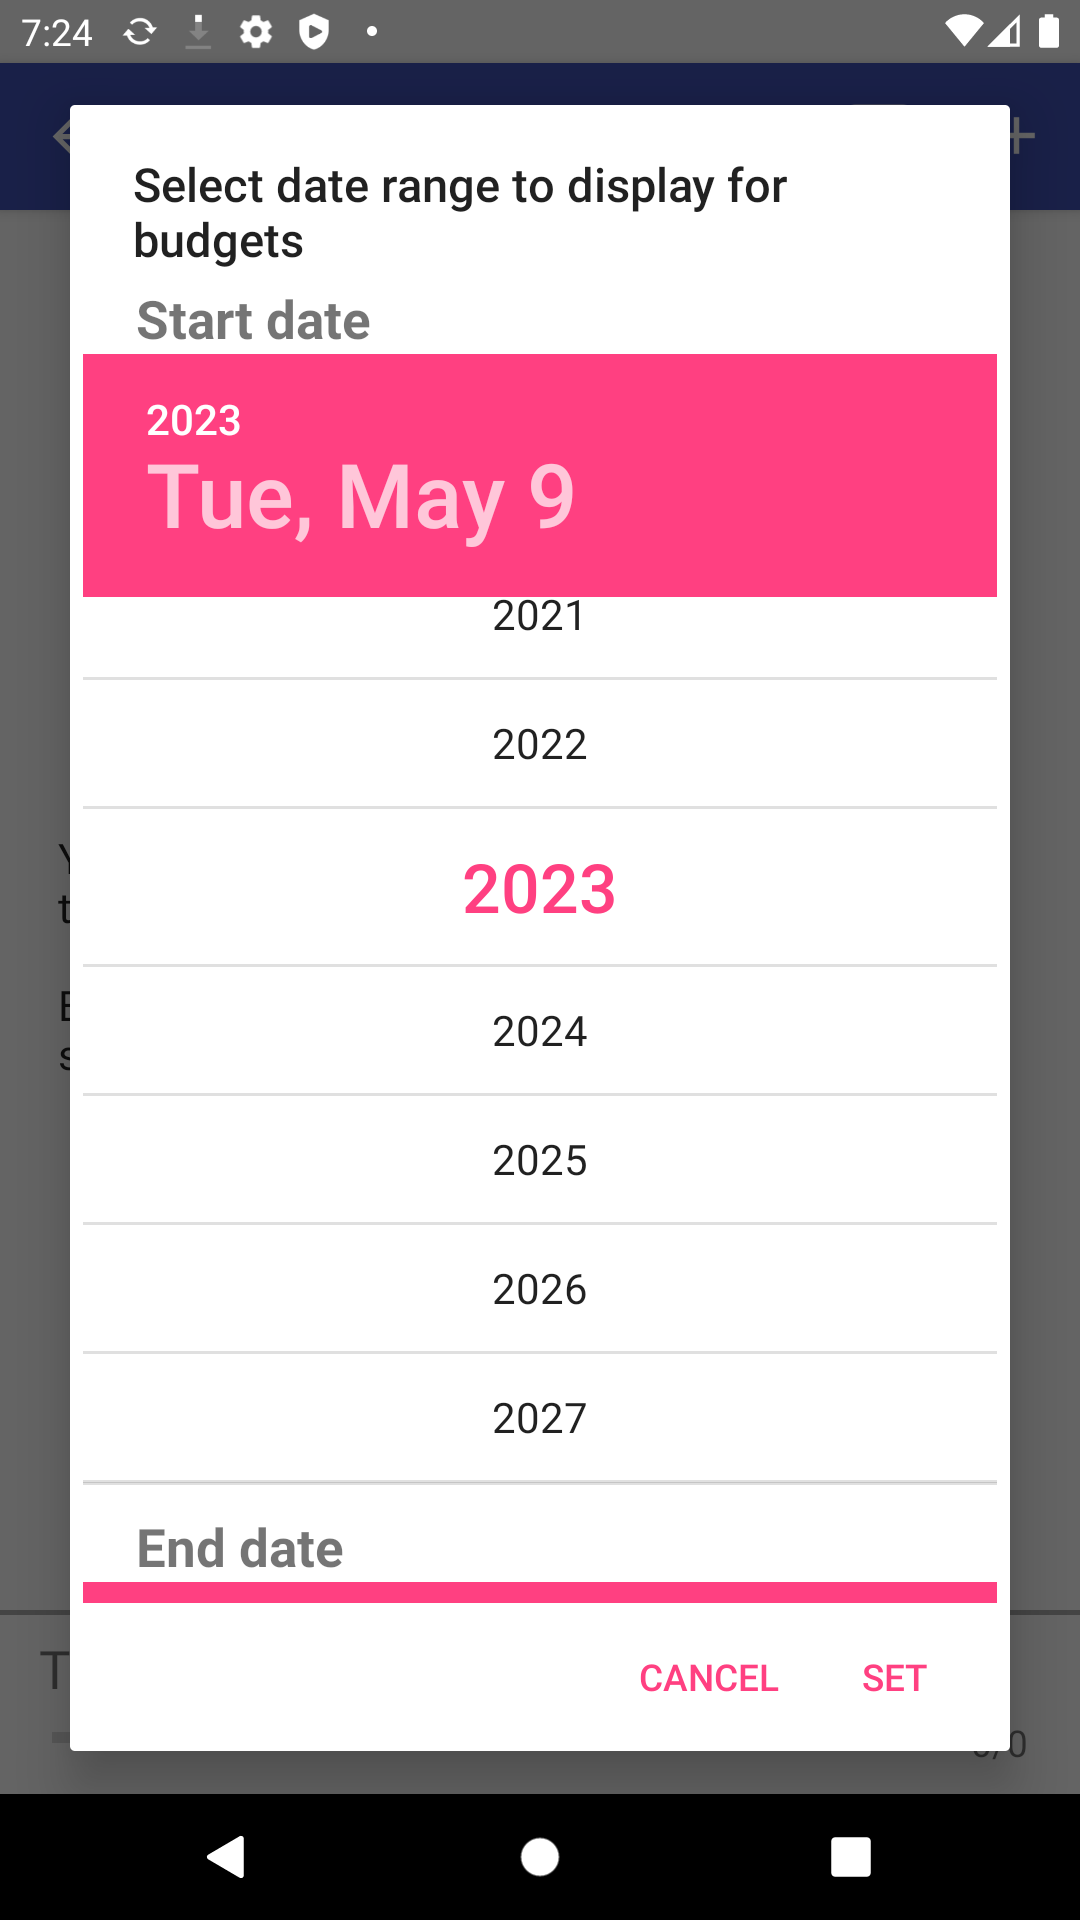 7:24
Select date range to display for
budgets
Start date
2023
Tue, May 9
2021
2022
2023
2024
2025
2026
2027
End date
T
CANCEL
SET